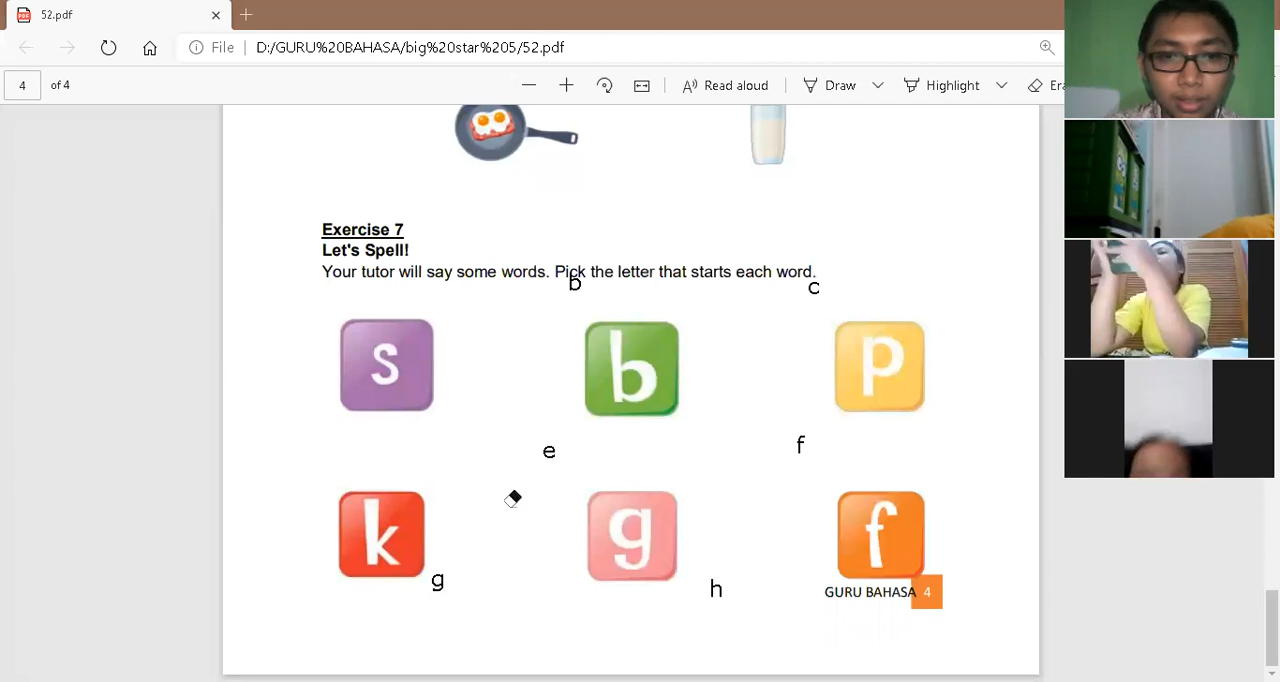 52.pdf
File D:/GURU%20BAHASA/big%20star%205/52.pdf
4 of 4 Read aloud Draw Highlight Era
Exercise 7
Let's Spell!
Your tutor will say some words. Pick the letter that starts each word.
b c
s b p
e f
k g f
g h
GURU BAHASA 4